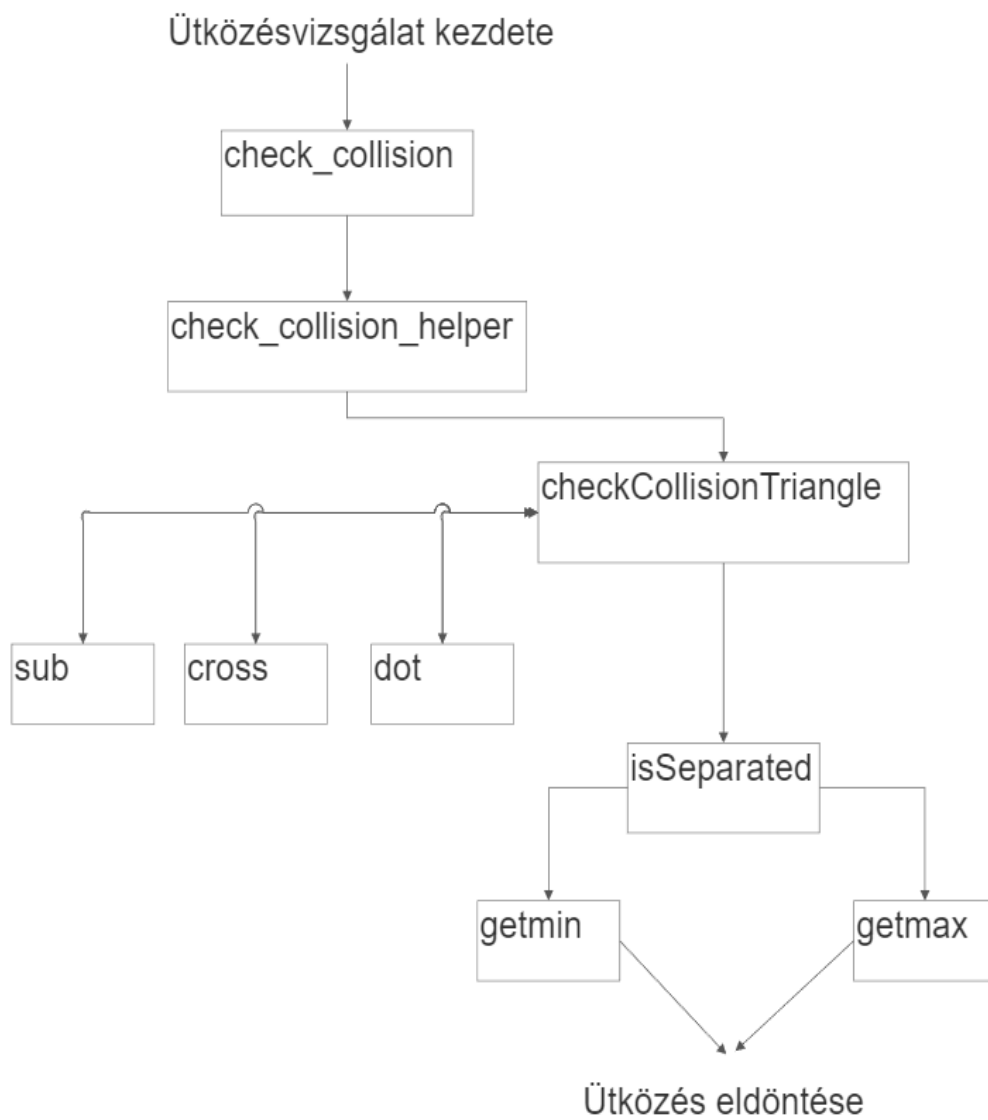 Ütközésvizsgálat kezdete
check_collision
check_collision_helper
checkCollisionTriangle
sub
cross
dot
isSeparated
getmin
getmax
Ütközés eldöntése